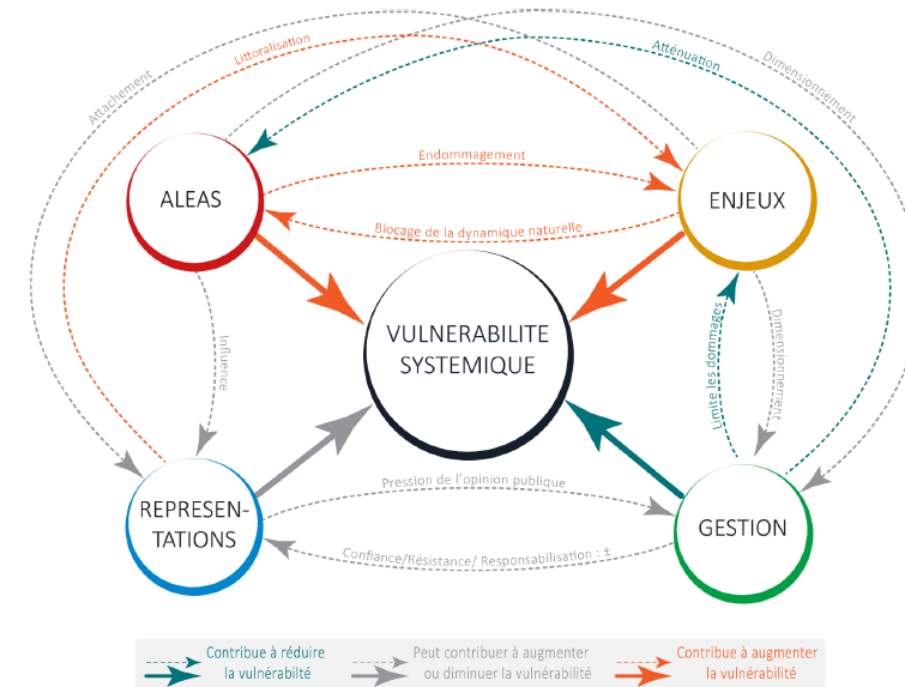 Littoralisation
Atténuation
Dimensionnement
Attachement
ALEAS
Endommagement
ENJEUX
Blocage de la dynamique naturelle
VULNERABILITE
SYSTEMIQUE
Influence
Limite les dommages
Dimensionnement
REPRESEN-
TATIONS
Pression de l'opinion publique
GESTION
Confiance/Résistance/ Responsabilisation : ±
Contribue à réduire
la vulnérabilté
Peut contribuer à augmenter
ou diminuer la vulnérabilité
Contribue à augmenter
la vulnérabilité